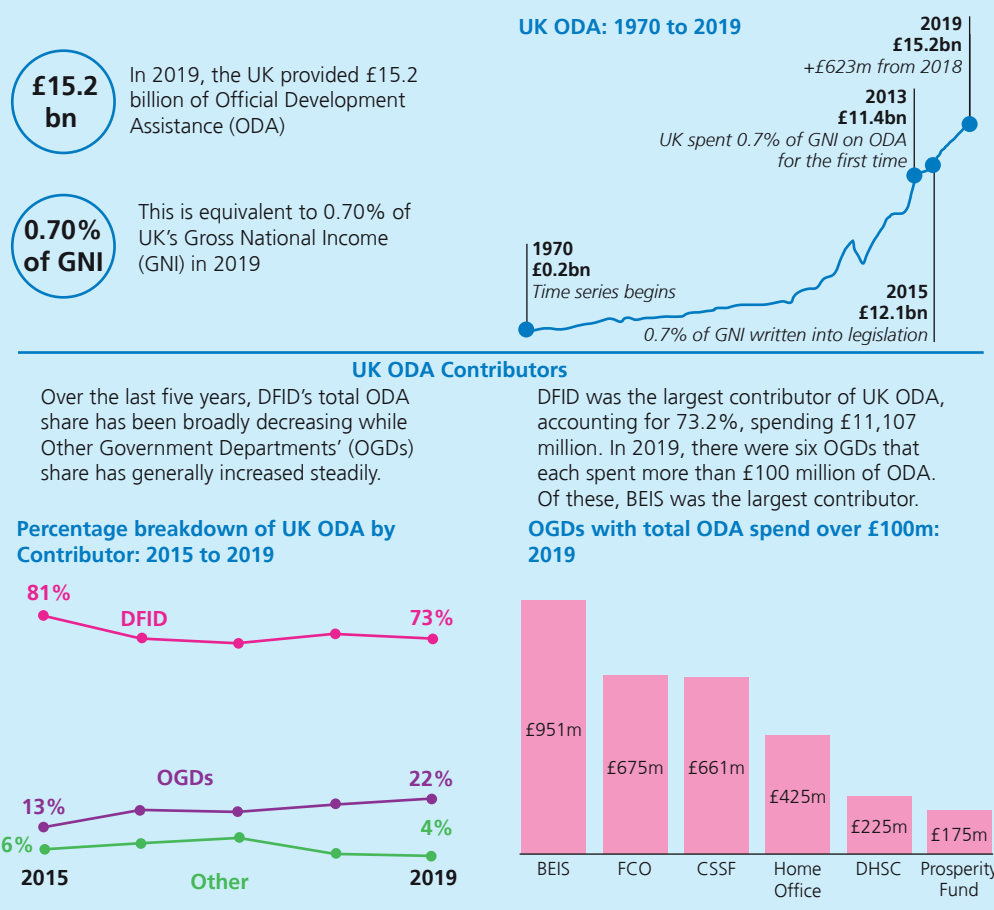 £15.2
bn
In 2019, the UK provided £15.2
billion of Official Development
Assistance (ODA)
0.70%
of GNI
This is equivalent to 0.70% of
UK's Gross National Income
(GNI) in 2019
UK ODA: 1970 to 2019
2019
£15.2bn
+£623m from 2018
2013
£11.4bn
UK spent 0.7% of GNI on ODA
for the first time
1970
£0.2bn
Time series begins
2015
£12.1bn
0.7% of GNI written into legislation
UK ODA Contributors
Over the last five years, DFID's total ODA
share has been broadly decreasing while
Other Government Departments' (OGDs)
share has generally increased steadily.
DFID was the largest contributor of UK ODA,
accounting for 73.2%, spending £11,107
million. In 2019, there were six OGDs that
each spent more than £100 million of ODA.
Of these, BEIS was the largest contributor.
Percentage breakdown of UK ODA by
Contributor: 2015 to 2019
81%
DFID
73%
OGDs
22%
13%
4%
6%
2015
Other
2019
OGDs with total ODA spend over £100m:
2019
£951m
£675m
£661m
£425m
£225m
£175m
BEIS
FCO
CSSF
Home
Office
DHSC
Prosperity
Fund